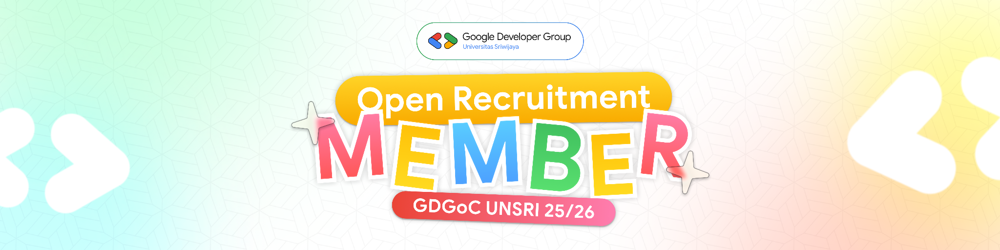 Google Developer Group
Universitas Sriwijaya
Open Recruitment
MEMBER
GDGoC UNSRI 25/26